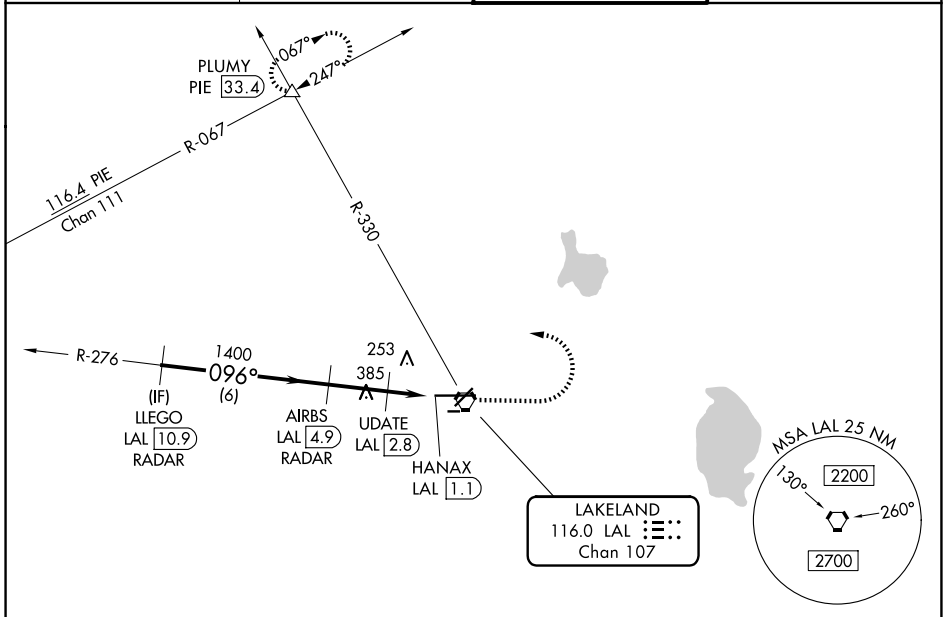 067°
247°
PLUMY
PIE 33.4
R-067
116.4 PIE
Chan 111
R-330
R-276
1400
096°
(6)
253
385
(IF)
LLEGO
LAL 10.9
RADAR
AIRBS
LAL 4.9
RADAR
UDATE
LAL 2.8
HANAX
LAL 1.1
LAKELAND
116.0 LAL
Chan 107
MSA LAL 25 NM
130°
2200
260°
2700